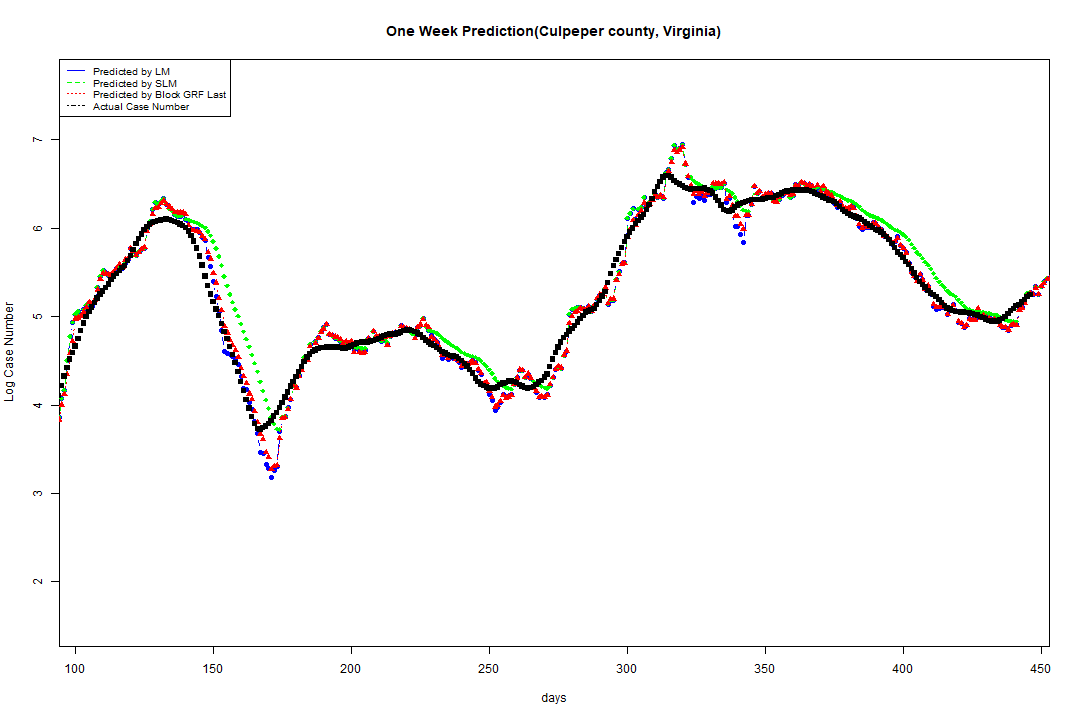 One Week Prediction(Culpeper county, Virginia)
Predicted by LM
Predicted by SLM
Predicted by Block GRF Last
Actual Case Number
Log Case Number
7
6
5
4
3
2
100 150 200 250 300 350 400 450
days